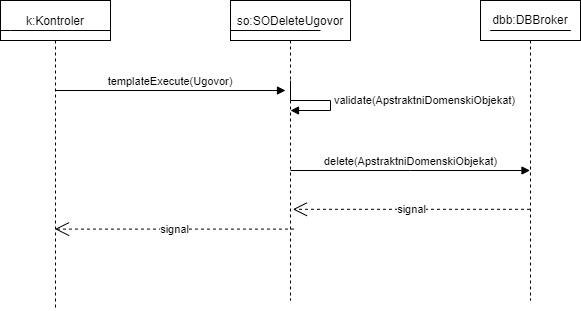 k:Kontroler
so:SODeleteUgovor
dbb:DBBroker
templateExecute(Ugovor)
validate(ApstraktniDomenskiObjekat)
delete(ApstraktniDomenskiObjekat)
signal
signal